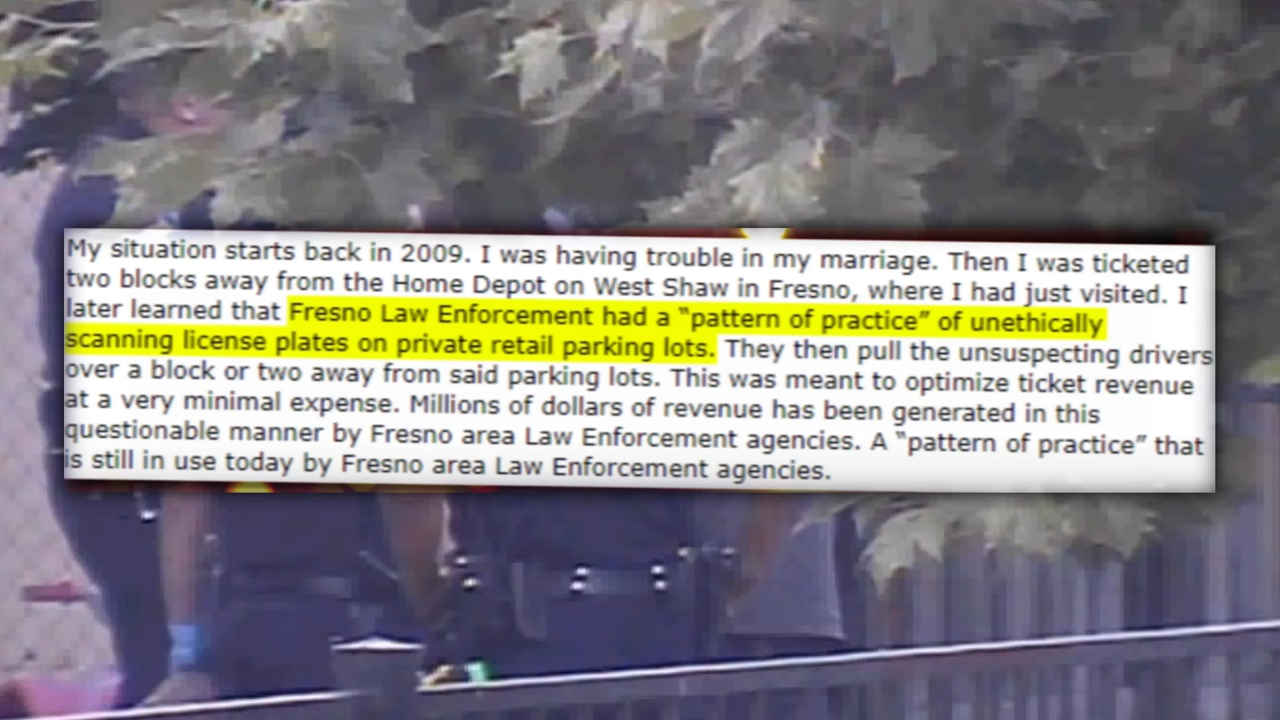 My situation starts back in 2009. I was having trouble in my marriage. Then I was ticketed
two blocks away from the Home Depot on West Shaw in Fresno, where I had just visited. I
later learned that Fresno Law Enforcement had a “pattern of practice” of unethically
scanning license plates on private retail parking lots. They then pull the unsuspecting drivers
over a block or two away from said parking lots. This was meant to optimize ticket revenue
at a very minimal expense. Millions of dollars of revenue has been generated in this
questionable manner by Fresno area Law Enforcement agencies. A “pattern of practice” that
is still in use today by Fresno area Law Enforcement agencies.